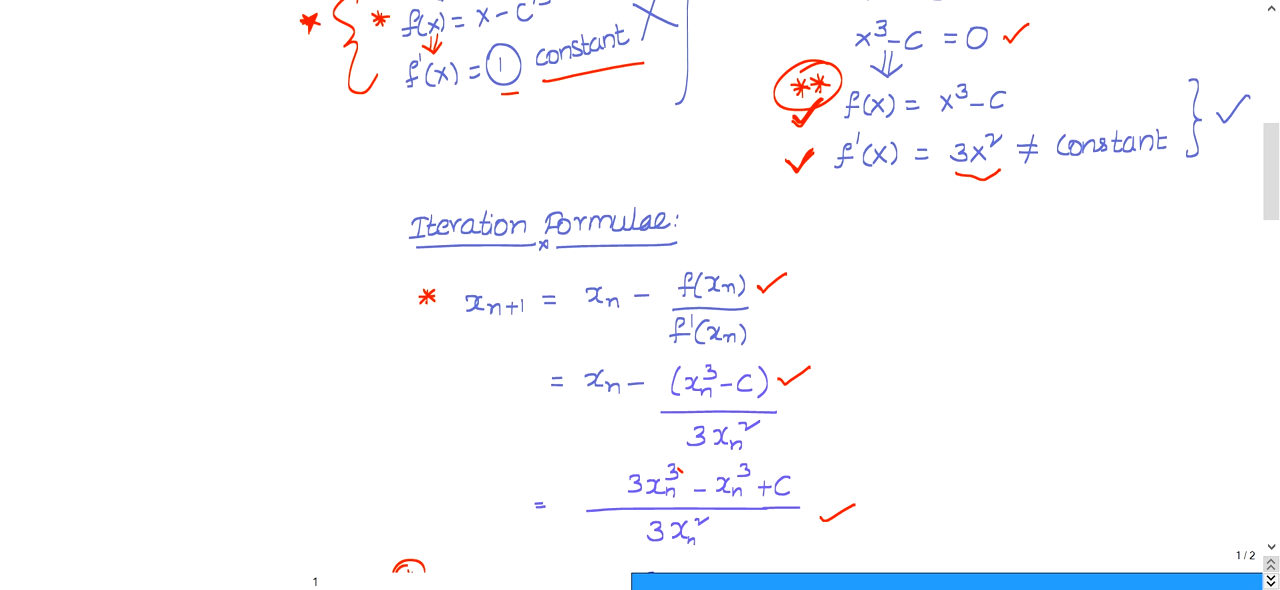 * f(x) = x - C
f'(x) = 1 constant
x³ - C = 0
** f(x) = x³ - C
f'(x) = 3x² ≠ constant
Iteration Formulae:
* xₙ₊₁ = xₙ - f(xₙ) / f'(xₙ)
= xₙ - (xₙ³ - C) / 3xₙ²
= 3xₙ³ - xₙ³ + C / 3xₙ²
1 / 2
1